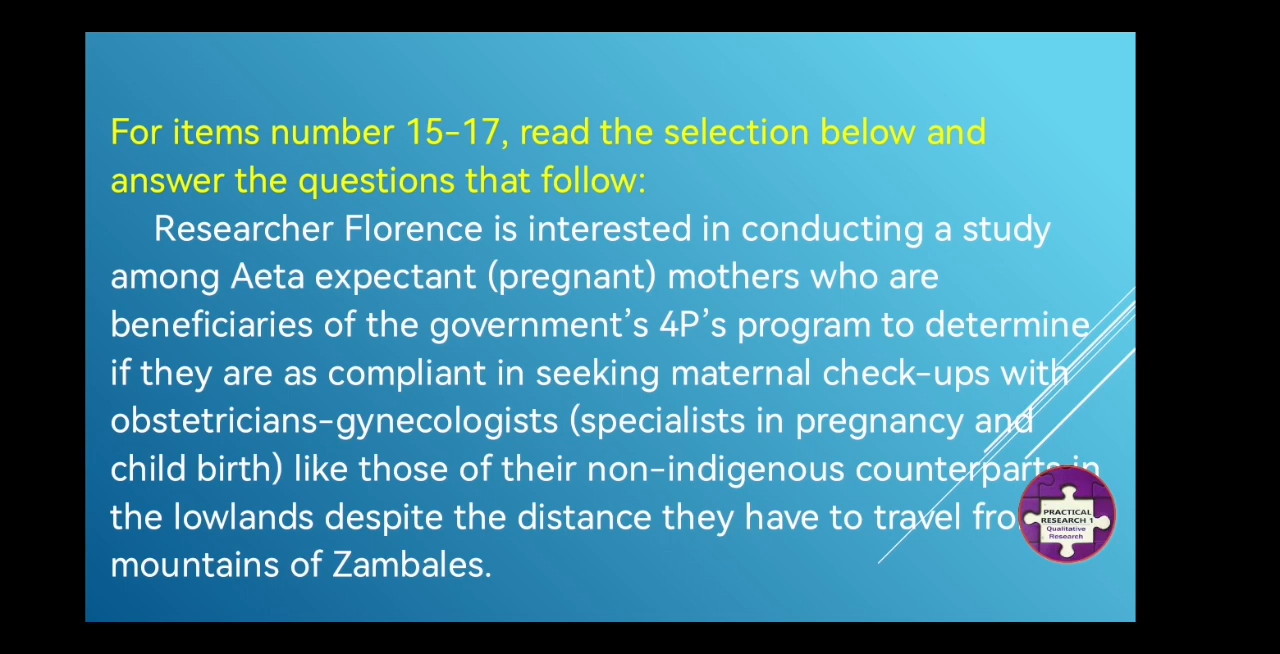 For items number 15-17, read the selection below and
answer the questions that follow:
Researcher Florence is interested in conducting a study
among Aeta expectant (pregnant) mothers who are
beneficiaries of the government’s 4P’s program to determine
if they are as compliant in seeking maternal check-ups with
obstetricians-gynecologists (specialists in pregnancy and
child birth) like those of their non-indigenous counterparts in
the lowlands despite the distance they have to travel
mountains of Zambales.
PRACTICAL
RESEARCH 1
Qualitative
Research